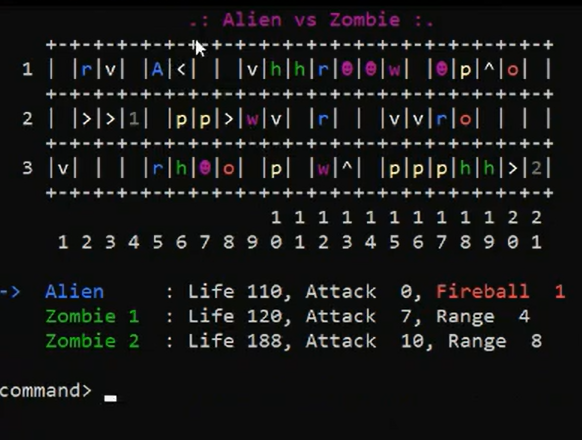 .: Alien vs Zombie :.
+-+-+-+-+-+-+-+-+-+-+-+-+-+-+-+-+-+-+-+-+-+
1 | |r|v| |A|<| | |v|h|h|r|☻|☻|w| |☻|p|^|o| |
+-+-+-+-+-+-+-+-+-+-+-+-+-+-+-+-+-+-+-+-+-+
2 | |>|>|1| |p|p|>|w|v| |r| | |v|v|r|o| | | |
+-+-+-+-+-+-+-+-+-+-+-+-+-+-+-+-+-+-+-+-+-+
3 |v| | | |r|h|☻|o| |p| |w|^| |p|p|p|h|h|>|2|
+-+-+-+-+-+-+-+-+-+-+-+-+-+-+-+-+-+-+-+-+-+
1 1 1 1 1 1 1 1 1 1 2 2
1 2 3 4 5 6 7 8 9 0 1 2 3 4 5 6 7 8 9 0 1
-> Alien : Life 110, Attack 0, Fireball 1
Zombie 1 : Life 120, Attack 7, Range 4
Zombie 2 : Life 188, Attack 10, Range 8
command> _